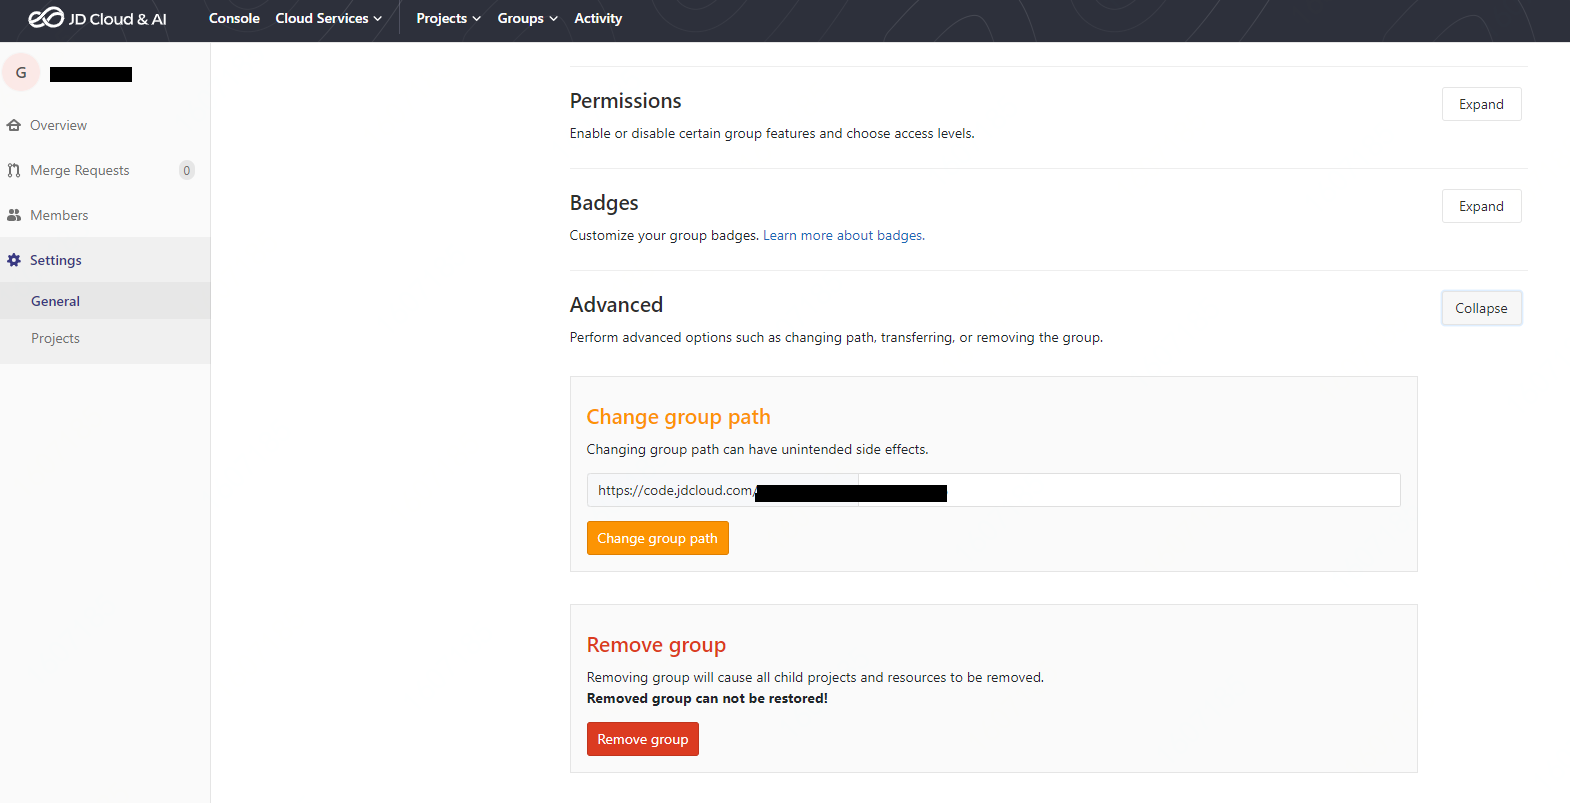 JD Cloud & AI Console Cloud Services Projects Groups Activity
G
Overview
Merge Requests 0
Members
Settings
General
Projects
Permissions
Expand
Enable or disable certain group features and choose access levels.
Badges
Expand
Customize your group badges. Learn more about badges.
Advanced
Collapse
Perform advanced options such as changing path, transferring, or removing the group.
Change group path
Changing group path can have unintended side effects.
https://code.jdcloud.com/
Change group path
Remove group
Removing group will cause all child projects and resources to be removed.
Removed group can not be restored!
Remove group